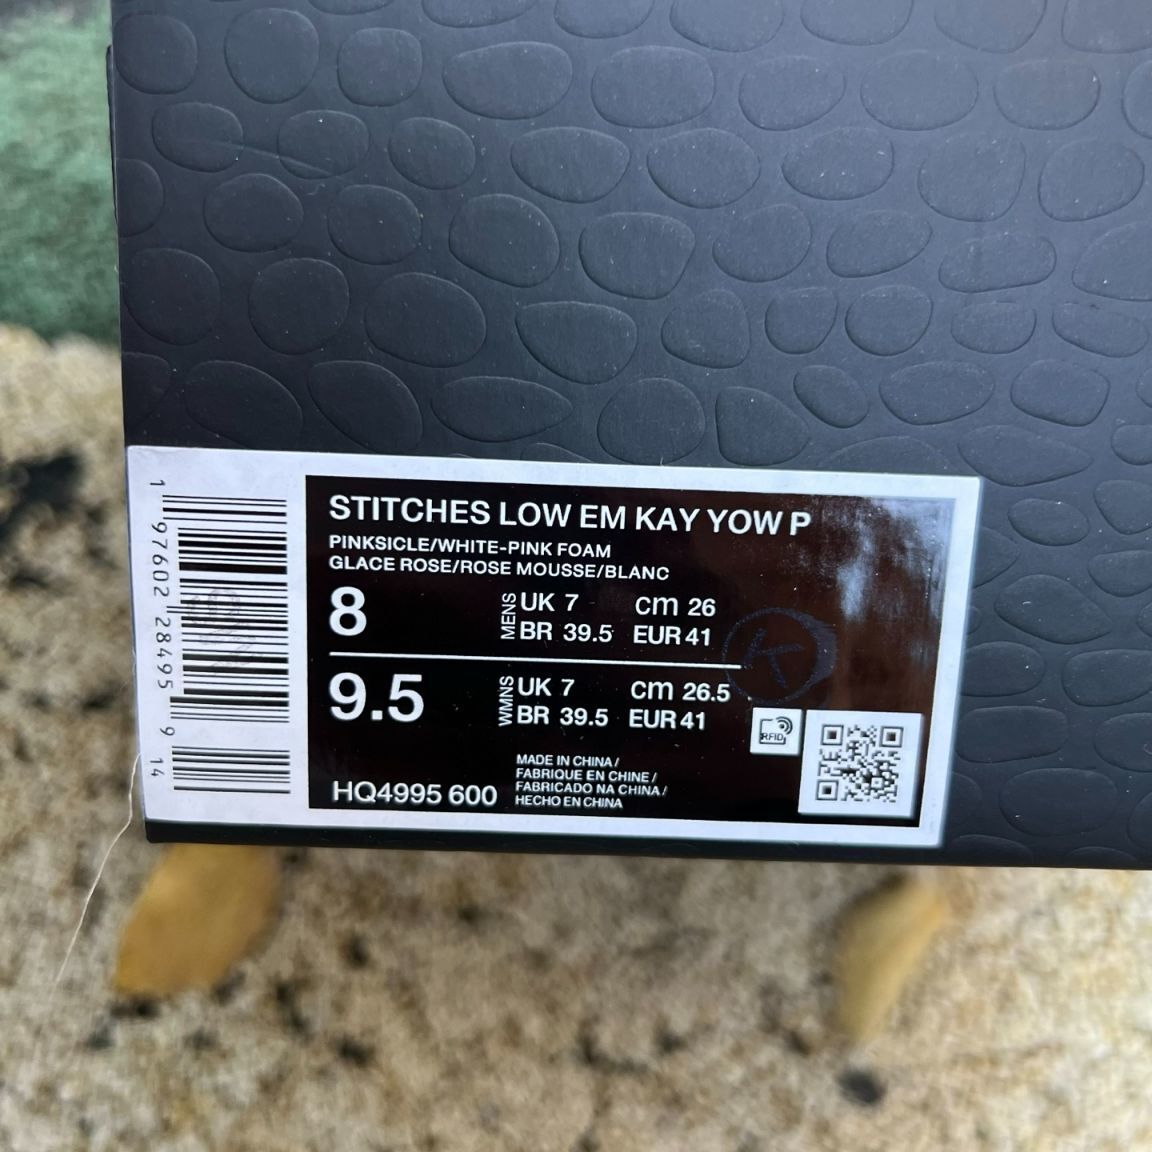 STITCHES LOW EM KAY YOW P
PINKSICLE/WHITE-PINK FOAM
GLACE ROSE/ROSE MOUSSE/BLANC
8 MENS UK 7 cm 26
BR 39.5 EUR 41
9.5 WMNS UK 7 cm 26.5
BR 39.5 EUR 41
HQ4995 600
MADE IN CHINA /
FABRIQUE EN CHINE /
FABRICADO NA CHINA /
HECHO EN CHINA
RFID
K
1 97602 28495 9 14